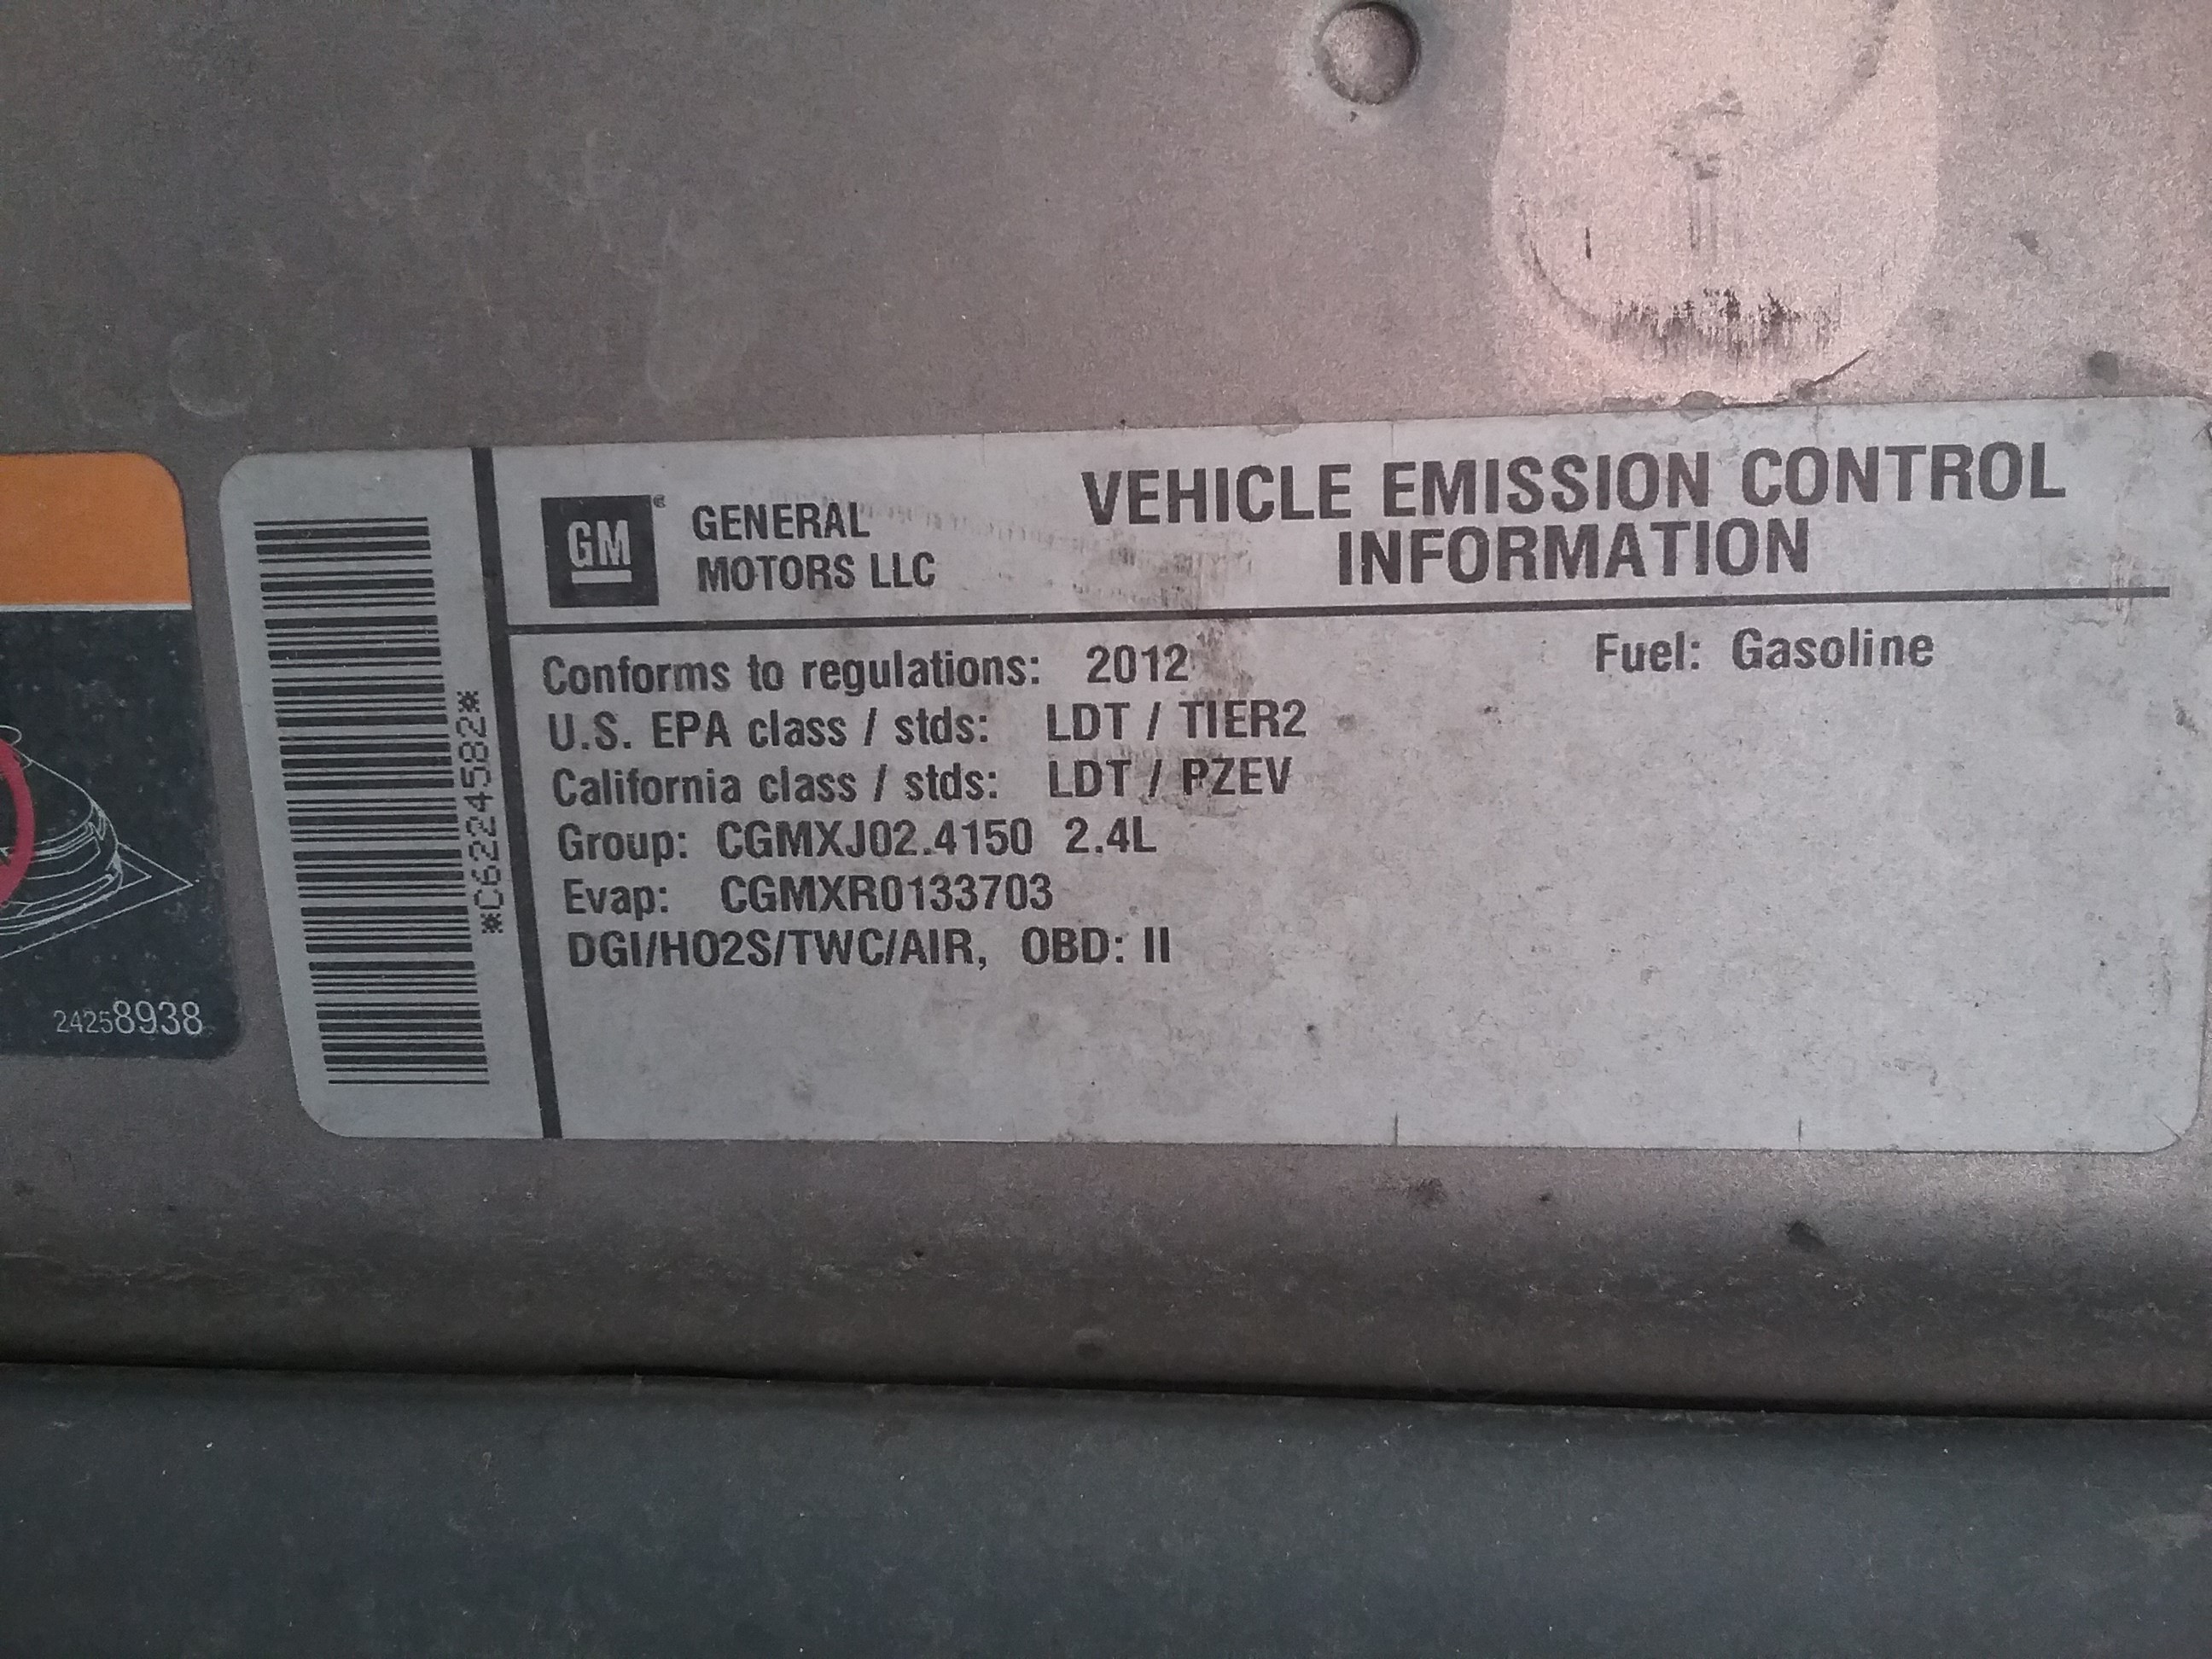 GM
GENERAL
MOTORS LLC
VEHICLE EMISSION CONTROL
INFORMATION
Conforms to regulations: 2012
Fuel: Gasoline
U.S. EPA class / stds: LDT / TIER2
California class / stds: LDT / PZEV
Group: CGMXJ02.4150 2.4L
Evap: CGMXR0133703
DGI/HO2S/TWC/AIR, OBD: II
*C62224582*
24258938